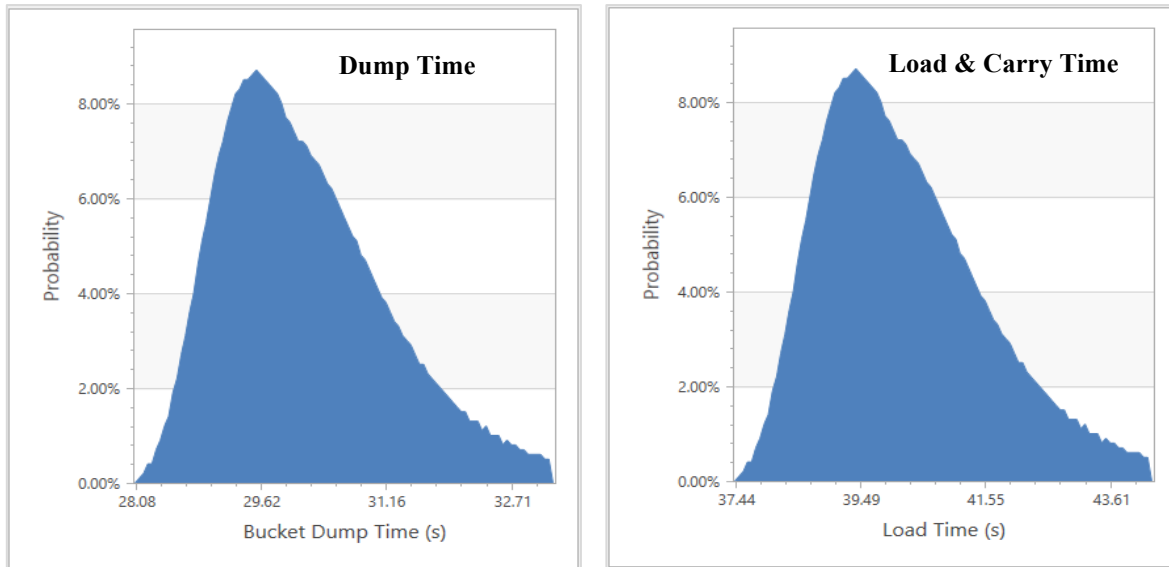 Dump Time
8.00%
6.00%
4.00%
2.00%
0.00%
Probability
28.08 29.62 31.16 32.71
Bucket Dump Time (s)
Load & Carry Time
8.00%
6.00%
4.00%
2.00%
0.00%
Probability
37.44 39.49 41.55 43.61
Load Time (s)